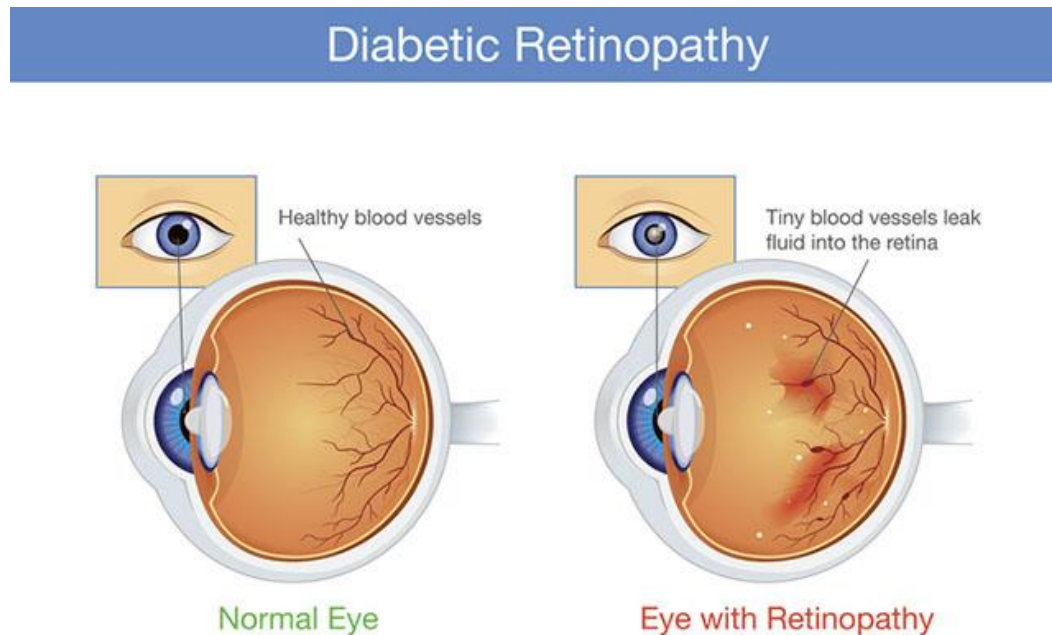 Diabetic Retinopathy
Healthy blood vessels
Tiny blood vessels leak
fluid into the retina
Normal Eye
Eye with Retinopathy